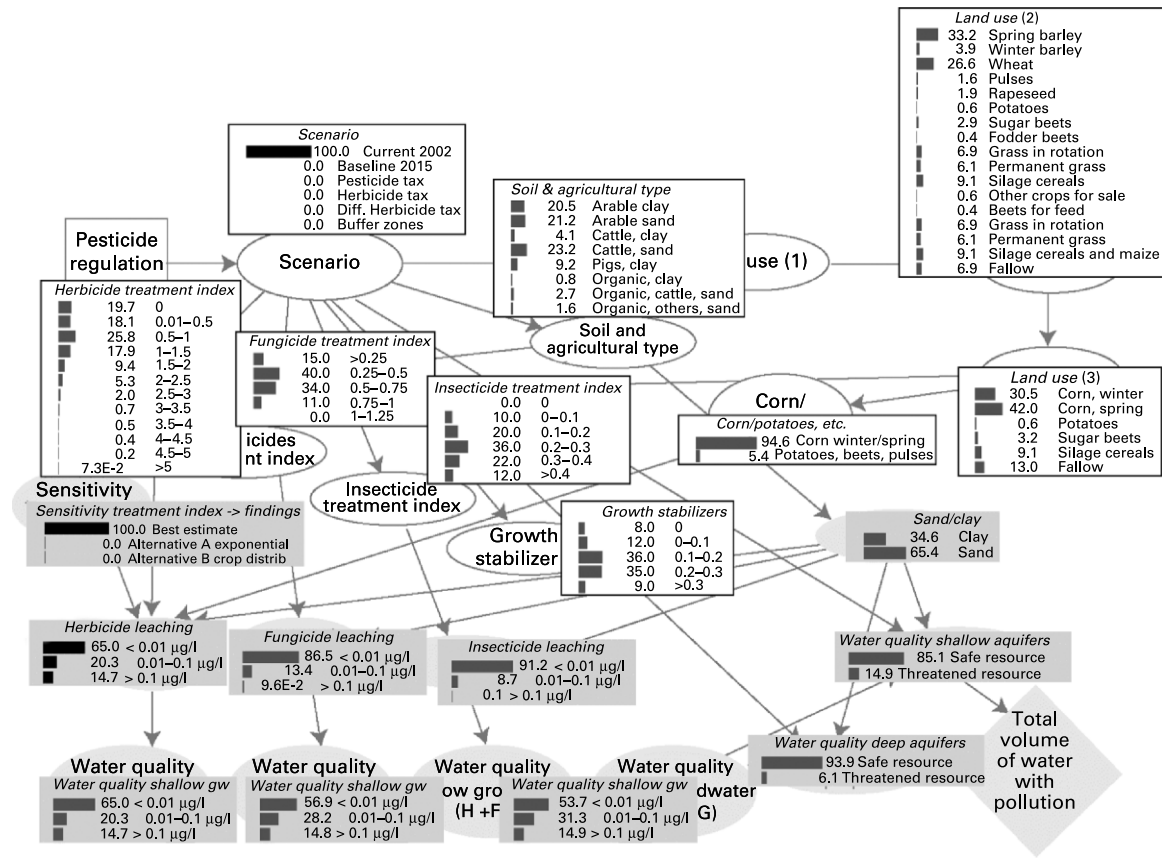 Land use (2)
33.2 Spring barley
3.9 Winter barley
26.6 Wheat
1.6 Pulses
1.9 Rapeseed
0.6 Potatoes
2.9 Sugar beets
0.4 Fodder beets
6.9 Grass in rotation
6.1 Permanent grass
9.1 Silage cereals
0.6 Other crops for sale
0.4 Beets for feed
6.9 Grass in rotation
6.1 Permanent grass
9.1 Silage cereals and maize
6.9 Fallow
Scenario
100.0 Current 2002
0.0 Baseline 2015
0.0 Pesticide tax
0.0 Herbicide tax
0.0 Diff. Herbicide tax
0.0 Buffer zones
Soil & agricultural type
20.5 Arable clay
21.2 Arable sand
4.1 Cattle, clay
23.2 Cattle, sand
9.2 Pigs, clay
0.8 Organic, clay
2.7 Organic, cattle, sand
1.6 Organic, others, sand
Pesticide
regulation
Scenario
use (1)
Soil and
agricultural type
Herbicide treatment index
19.7 0
18.1 0.01–0.5
25.8 0.5–1
17.9 1–1.5
9.4 1.5–2
5.3 2–2.5
2.0 2.5–3
0.7 3–3.5
0.5 3.5–4
0.4 4–4.5
0.2 4.5–5
7.3E-2 >5
Fungicide treatment index
15.0 >0.25
40.0 0.25–0.5
34.0 0.5–0.75
11.0 0.75–1
0.0 1–1.25
Insecticide treatment index
0.0 0
10.0 0–0.1
20.0 0.1–0.2
36.0 0.2–0.3
22.0 0.3–0.4
12.0 >0.4
Corn/
Corn/potatoes, etc.
94.6 Corn winter/spring
5.4 Potatoes, beets, pulses
Land use (3)
30.5 Corn, winter
42.0 Corn, spring
0.6 Potatoes
3.2 Sugar beets
9.1 Silage cereals
13.0 Fallow
icides
nt index
Sensitivity
Sensitivity treatment index -> findings
100.0 Best estimate
0.0 Alternative A exponential
0.0 Alternative B crop distrib
Insecticide
treatment index
Growth
stabilizer
Growth stabilizers
8.0 0
12.0 0–0.1
36.0 0.1–0.2
35.0 0.2–0.3
9.0 >0.3
Sand/clay
34.6 Clay
65.4 Sand
Herbicide leaching
65.0 < 0.01 μg/l
20.3 0.01–0.1 μg/l
14.7 > 0.1 μg/l
Fungicide leaching
86.5 < 0.01 μg/l
13.4 0.01–0.1 μg/l
9.6E-2 > 0.1 μg/l
Insecticide leaching
91.2 < 0.01 μg/l
8.7 0.01–0.1 μg/l
0.1 > 0.1 μg/l
Water quality shallow aquifers
85.1 Safe resource
14.9 Threatened resource
Water quality deep aquifers
93.9 Safe resource
6.1 Threatened resource
Total
volume
of water
with
pollution
Water quality
Water quality shallow gw
65.0 < 0.01 μg/l
20.3 0.01–0.1 μg/l
14.7 > 0.1 μg/l
Water quality
Water quality shallow gw
56.9 < 0.01 μg/l
28.2 0.01–0.1 μg/l
14.8 > 0.1 μg/l
Water quality
ow gro
(H +F
Water quality shallow gw
53.7 < 0.01 μg/l
31.3 0.01–0.1 μg/l
14.9 > 0.1 μg/l
Water quality
dwater
G)